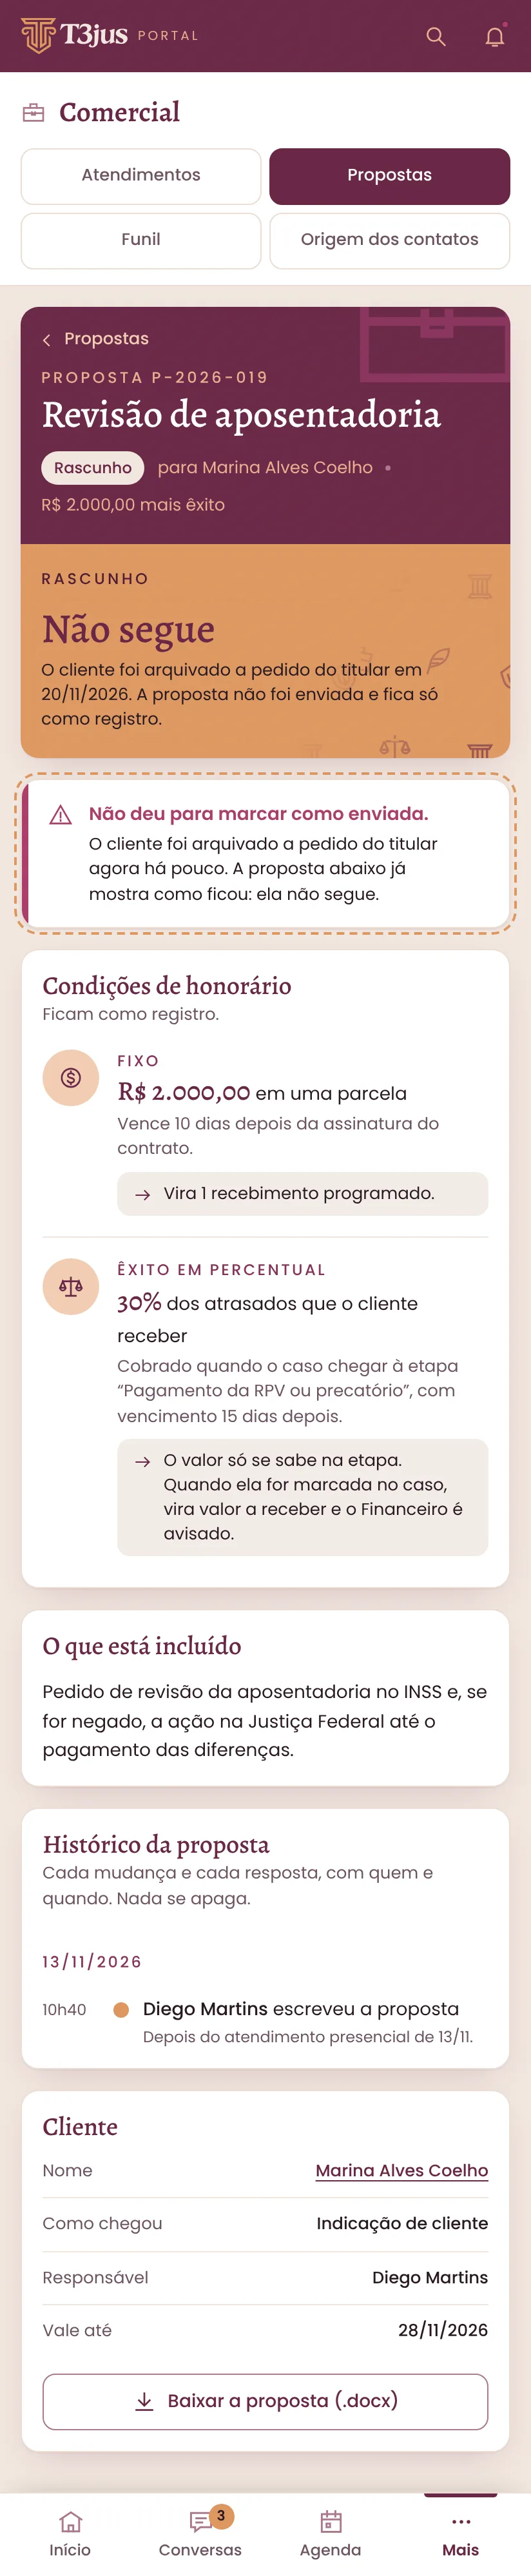 T3jus PORTAL
Comercial
Atendimentos
Propostas
Funil
Origem dos contatos
Propostas
PROPOSTA P-2026-019
Revisão de aposentadoria
Rascunho para Marina Alves Coelho •
R$ 2.000,00 mais êxito
RASCUNHO
Não segue
O cliente foi arquivado a pedido do titular em
20/11/2026. A proposta não foi enviada e fica só
como registro.
Não deu para marcar como enviada.
O cliente foi arquivado a pedido do titular
agora há pouco. A proposta abaixo já
mostra como ficou: ela não segue.
Condições de honorário
Ficam como registro.
FIXO
R$ 2.000,00 em uma parcela
Vence 10 dias depois da assinatura do
contrato.
→ Vira 1 recebimento programado.
ÊXITO EM PERCENTUAL
30% dos atrasados que o cliente
receber
Cobrado quando o caso chegar à etapa
“Pagamento da RPV ou precatório”, com
vencimento 15 dias depois.
→ O valor só se sabe na etapa.
Quando ela for marcada no caso,
vira valor a receber e o Financeiro é
avisado.
O que está incluído
Pedido de revisão da aposentadoria no INSS e, se
for negado, a ação na Justiça Federal até o
pagamento das diferenças.
Histórico da proposta
Cada mudança e cada resposta, com quem e
quando. Nada se apaga.
13/11/2026
10h40 Diego Martins escreveu a proposta
Depois do atendimento presencial de 13/11.
Cliente
Nome Marina Alves Coelho
Como chegou Indicação de cliente
Responsável Diego Martins
Vale até 28/11/2026
Baixar a proposta (.docx)
3
Início
Conversas
Agenda
Mais